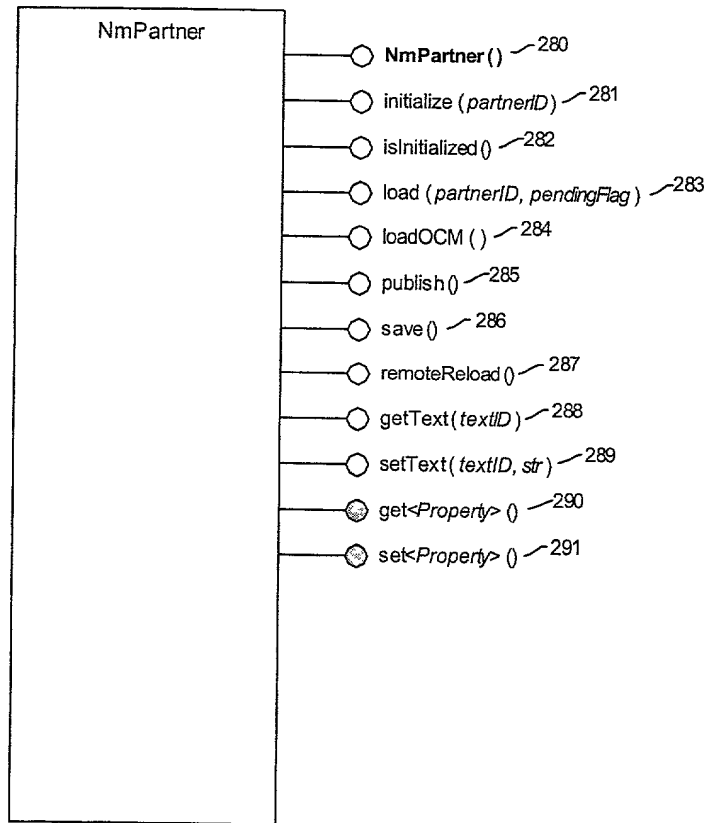 NmPartner
NmPartner() 280
initialize (partnerID) 281
isInitialized() 282
load (partnerID, pendingFlag) 283
loadOCM () 284
publish() 285
save() 286
remoteReload() 287
getText(textID) 288
setText(textID, str) 289
get<Property> () 290
set<Property> () 291